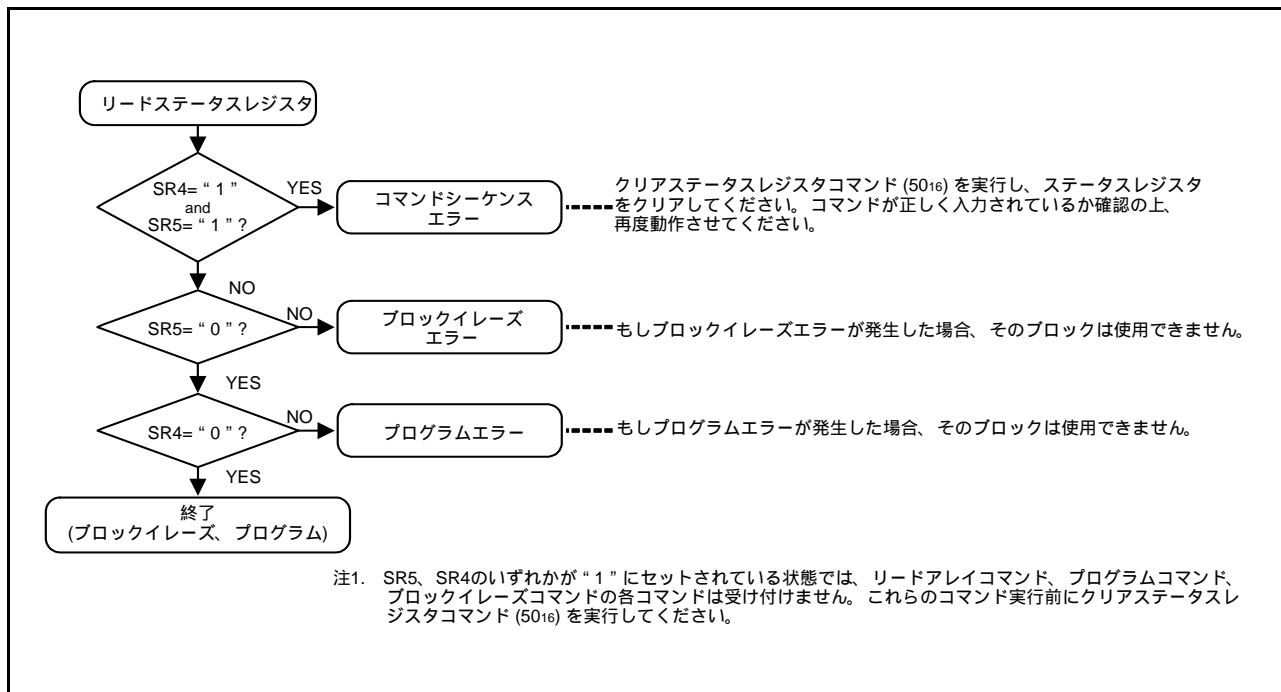 リードステータスレジスタ
SR4= “ 1 ”
and
SR5= “ 1 ” ?
YES
コマンドシーケンス
エラー
クリアステータスレジスタコマンド (5016) を実行し、ステータスレジスタ
をクリアしてください。コマンドが正しく入力されているか確認の上、
再度動作させてください。
NO
SR5= “ 0 ” ?
NO
ブロックイレーズ
エラー
もしブロックイレーズエラーが発生した場合、そのブロックは使用できません。
YES
SR4= “ 0 ” ?
NO
プログラムエラー
もしプログラムエラーが発生した場合、そのブロックは使用できません。
YES
終了
(ブロックイレーズ、プログラム)
注1. SR5、SR4のいずれかが “ 1 ” にセットされている状態では、リードアレイコマンド、プログラムコマンド、
ブロックイレーズコマンドの各コマンドは受け付けません。これらのコマンド実行前にクリアステータスレ
ジスタコマンド (5016) を実行してください。